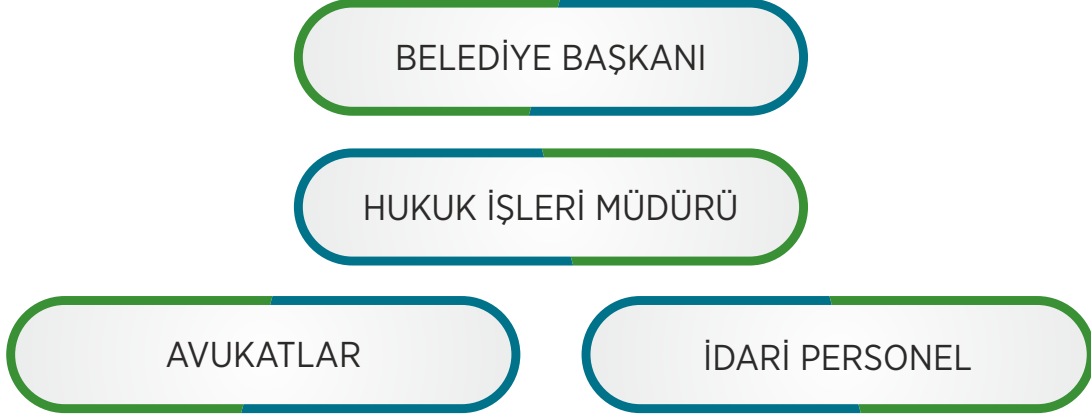 BELEDİYE BAŞKANI
HUKUK İŞLERİ MÜDÜRÜ
AVUKATLAR
İDARİ PERSONEL